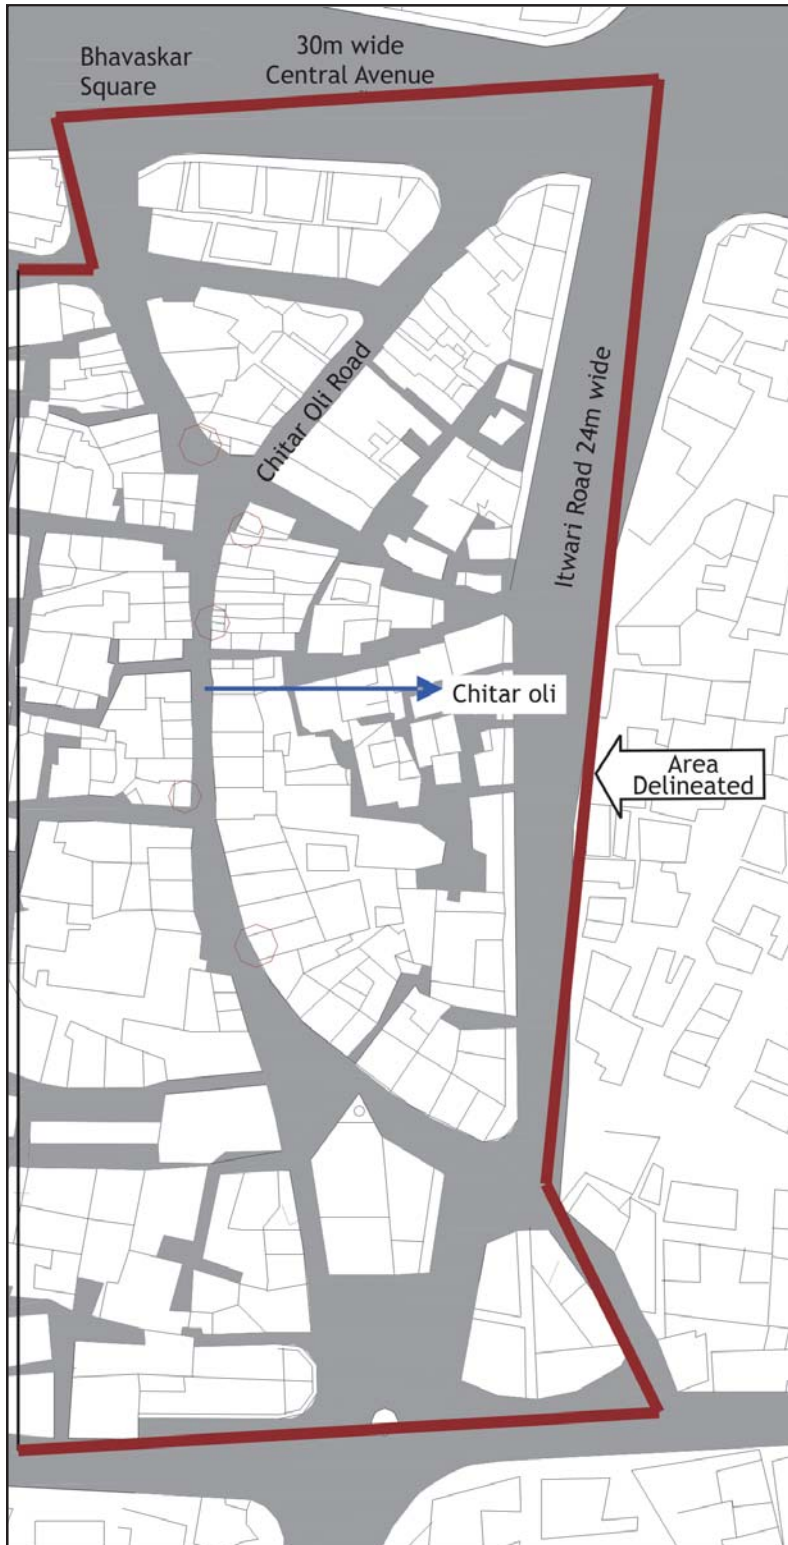 Bhavaskar
Square
30m wide
Central Avenue
Chitar Oli Road
Itwari Road 24m wide
Chitar oli
Area
Delineated